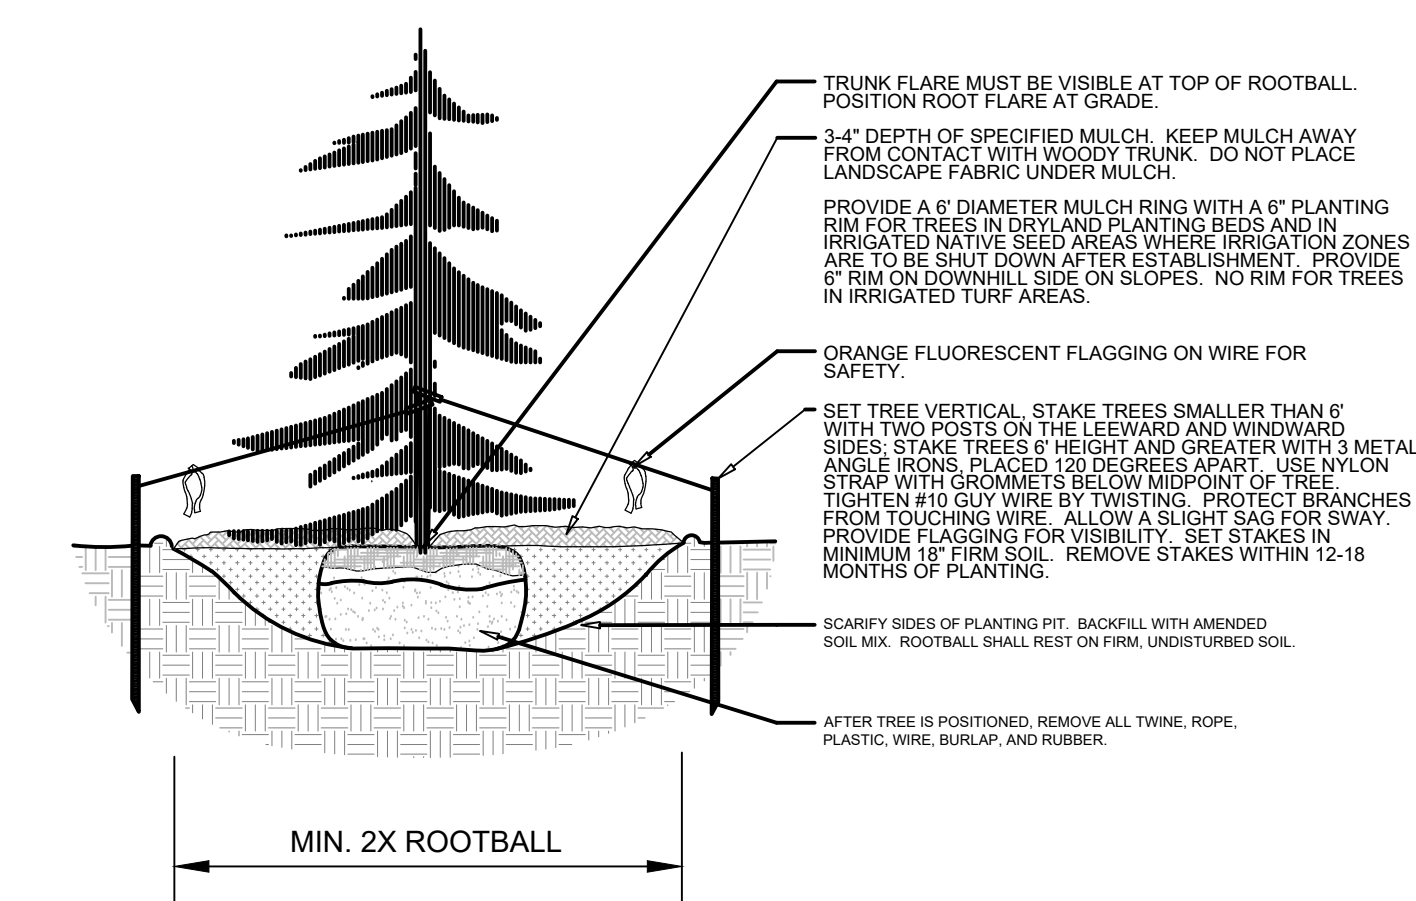 TRUNK FLARE MUST BE VISIBLE AT TOP OF ROOTBALL.
POSITION ROOT FLARE AT GRADE.
3-4" DEPTH OF SPECIFIED MULCH. KEEP MULCH AWAY
FROM CONTACT WITH WOODY TRUNK. DO NOT PLACE
LANDSCAPE FABRIC UNDER MULCH.
PROVIDE A 6' DIAMETER MULCH RING WITH A 6" PLANTING
RIM FOR TREES IN DRYLAND PLANTING BEDS AND IN
IRRIGATED NATIVE SEED AREAS WHERE IRRIGATION ZONES
ARE TO BE SHUT DOWN AFTER ESTABLISHMENT. PROVIDE
6" RIM ON DOWNHILL SIDE ON SLOPES. NO RIM FOR TREES
IN IRRIGATED TURF AREAS.
ORANGE FLUORESCENT FLAGGING ON WIRE FOR
SAFETY.
SET TREE VERTICAL, STAKE TREES SMALLER THAN 6'
WITH TWO POSTS ON THE LEEWARD AND WINDWARD
SIDES; STAKE TREES 6' HEIGHT AND GREATER WITH 3 METAL
ANGLE IRONS, PLACED 120 DEGREES APART. USE NYLON
STRAP WITH GROMMETS BELOW MIDPOINT OF TREE.
TIGHTEN #10 GUY WIRE BY TWISTING. PROTECT BRANCHES
FROM TOUCHING WIRE. ALLOW A SLIGHT SAG FOR SWAY.
PROVIDE FLAGGING FOR VISIBILITY. SET STAKES IN
MINIMUM 18" FIRM SOIL. REMOVE STAKES WITHIN 12-18
MONTHS OF PLANTING.
SCARIFY SIDES OF PLANTING PIT. BACKFILL WITH AMENDED
SOIL MIX. ROOTBALL SHALL REST ON FIRM, UNDISTURBED SOIL.
AFTER TREE IS POSITIONED, REMOVE ALL TWINE, ROPE,
PLASTIC, WIRE, BURLAP, AND RUBBER.
MIN. 2X ROOTBALL